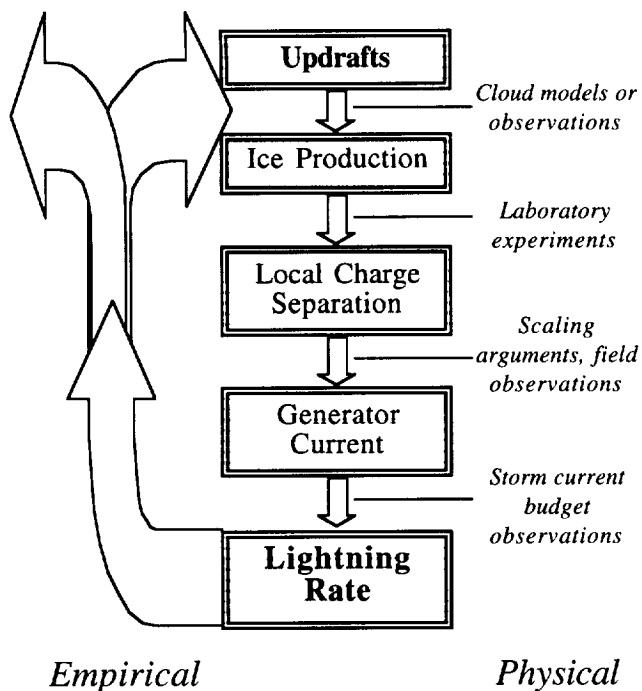 Updrafts
Cloud models or
observations
Ice Production
Laboratory
experiments
Local Charge
Separation
Scaling
arguments, field
observations
Generator
Current
Storm current
budget
observations
Lightning
Rate
Empirical
Physical